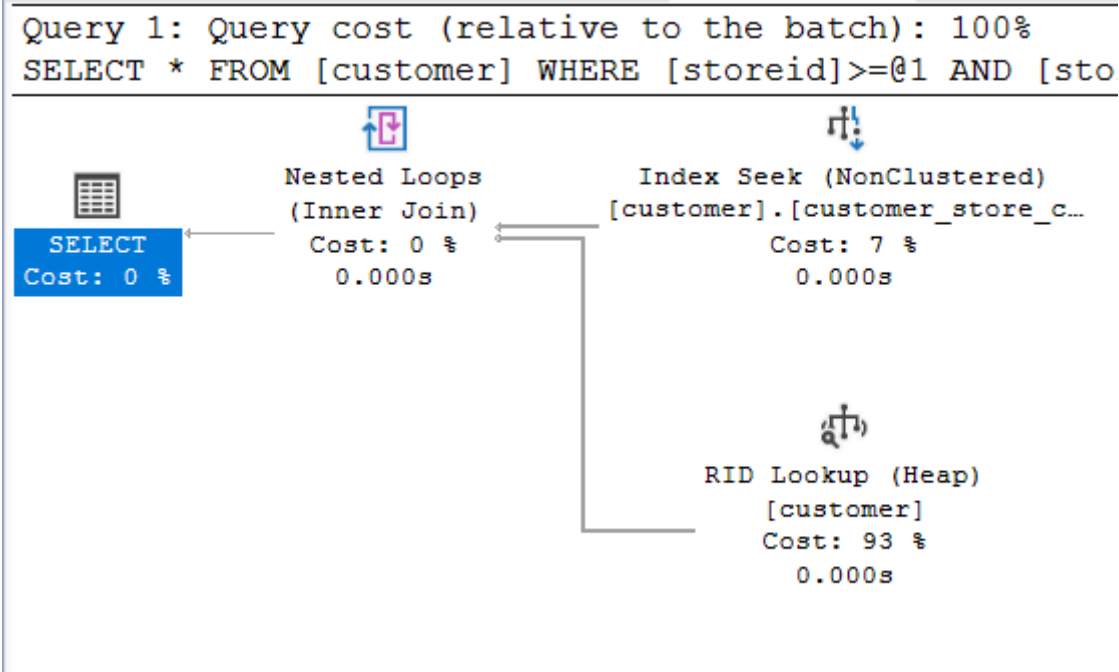 Query 1: Query cost (relative to the batch): 100%
SELECT * FROM [customer] WHERE [storeid]>=@1 AND [sto
Nested Loops
(Inner Join)
Cost: 0 %
0.000s
Index Seek (NonClustered)
[customer].[customer_store_c…
Cost: 7 %
0.000s
SELECT
Cost: 0 %
RID Lookup (Heap)
[customer]
Cost: 93 %
0.000s